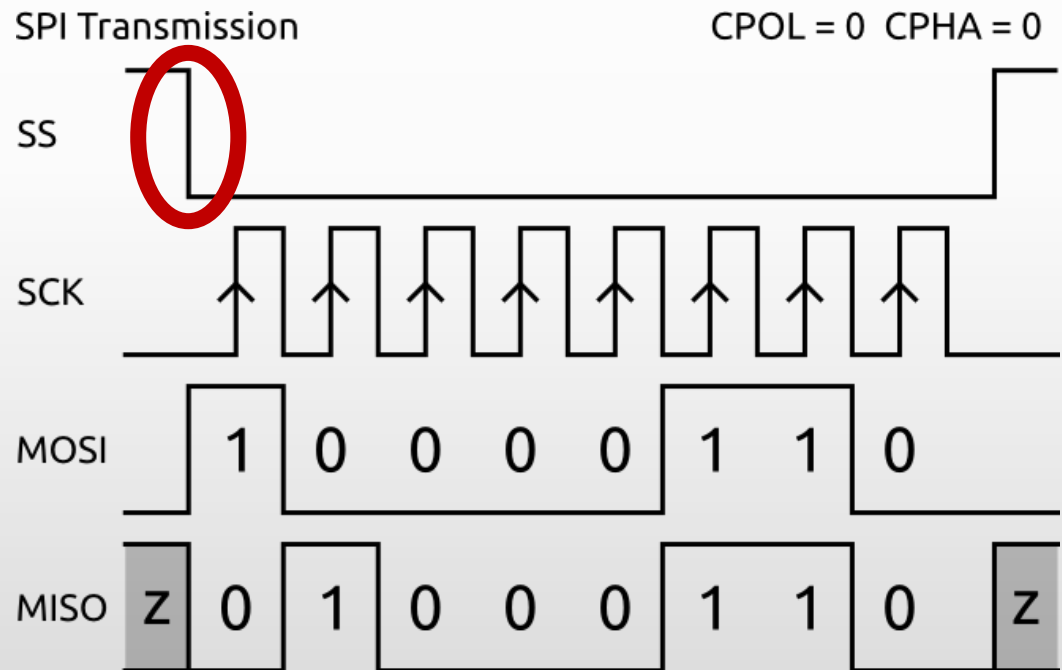 SPI Transmission CPOL = 0 CPHA = 0
SS
SCK
MOSI 1 0 0 0 0 1 1 0
MISO Z 0 1 0 0 0 1 1 0 Z